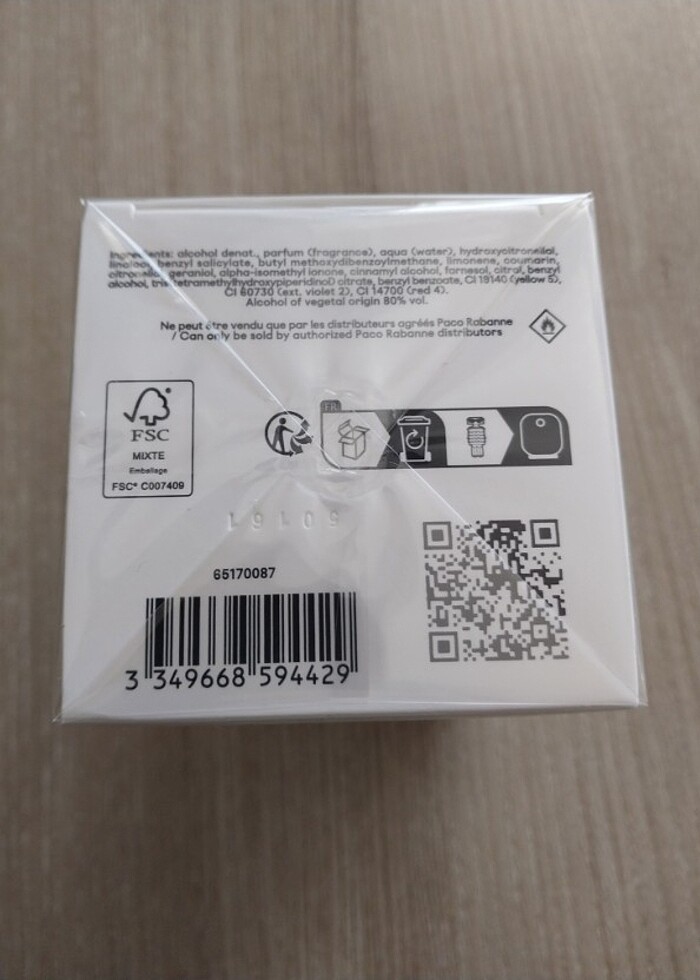 Ingredients: alcohol denat., parfum (fragrance), aqua (water), hydroxycitronellal,
linalool, benzyl salicylate, butyl methoxydibenzoylmethane, limonene, coumarin,
citronellol, geraniol, alpha-isomethyl ionone, cinnamyl alcohol, farnesol, citral, benzyl
alcohol, tris(tetramethylhydroxypiperidinol) citrate, benzyl benzoate, CI 19140 (yellow 5),
CI 60730 (ext. violet 2), CI 14700 (red 4).
Alcohol of vegetal origin 80% vol.
Ne peut être vendu que par les distributeurs agréés Paco Rabanne
/ Can only be sold by authorized Paco Rabanne distributors
FR
FSC
MIXTE
Emballage
FSC® C007409
65170087
3 349668 594429